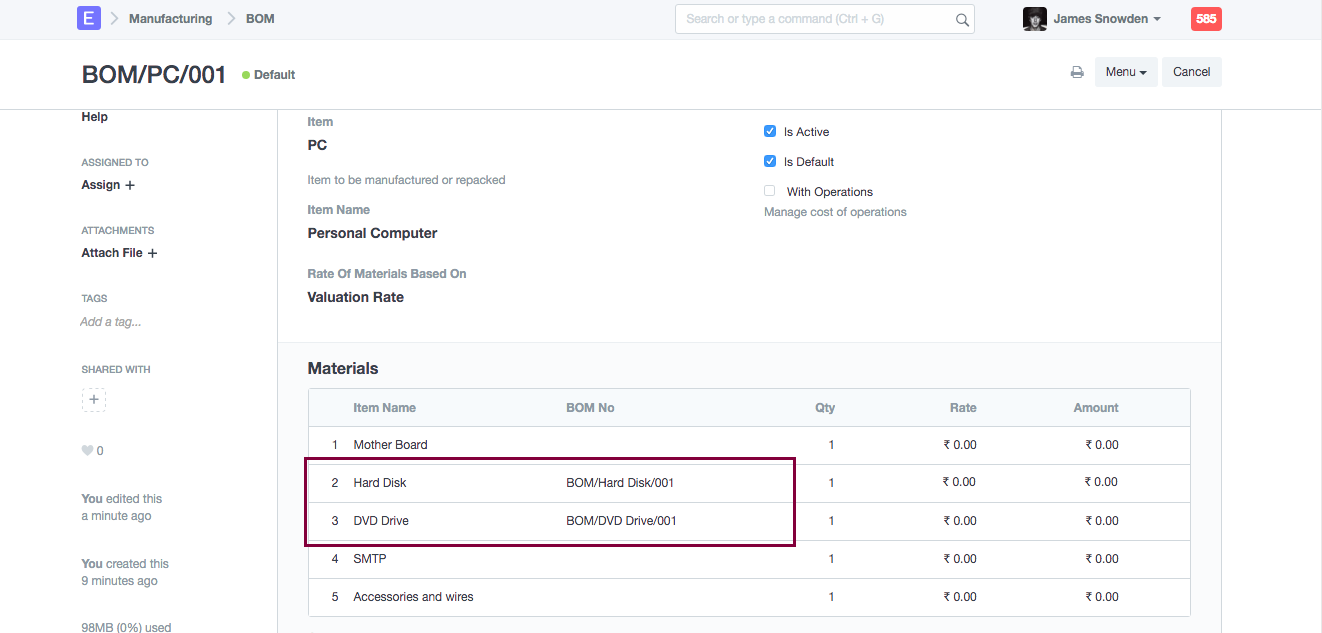 E Manufacturing BOM Search or type a command (Ctrl + G) James Snowden 585
BOM/PC/001 Default Menu Cancel
Help
ASSIGNED TO
Assign +
ATTACHMENTS
Attach File +
TAGS
Add a tag...
SHARED WITH
+
0
You edited this
a minute ago
You created this
9 minutes ago
98MB (0%) used
Item
PC
Item to be manufactured or repacked
Item Name
Personal Computer
Rate Of Materials Based On
Valuation Rate
Is Active
Is Default
With Operations
Manage cost of operations
Materials
Item Name BOM No Qty Rate Amount
1 Mother Board 1 ₹ 0.00 ₹ 0.00
2 Hard Disk BOM/Hard Disk/001 1 ₹ 0.00 ₹ 0.00
3 DVD Drive BOM/DVD Drive/001 1 ₹ 0.00 ₹ 0.00
4 SMTP 1 ₹ 0.00 ₹ 0.00
5 Accessories and wires 1 ₹ 0.00 ₹ 0.00